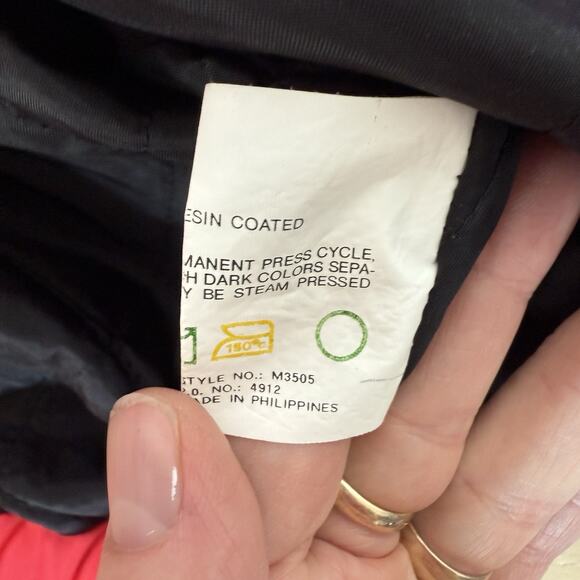 ESIN COATED
MANENT PRESS CYCLE,
H DARK COLORS SEPA-
Y BE STEAM PRESSED
150°C
STYLE NO.: M3505
P.O. NO.: 4912
ADE IN PHILIPPINES